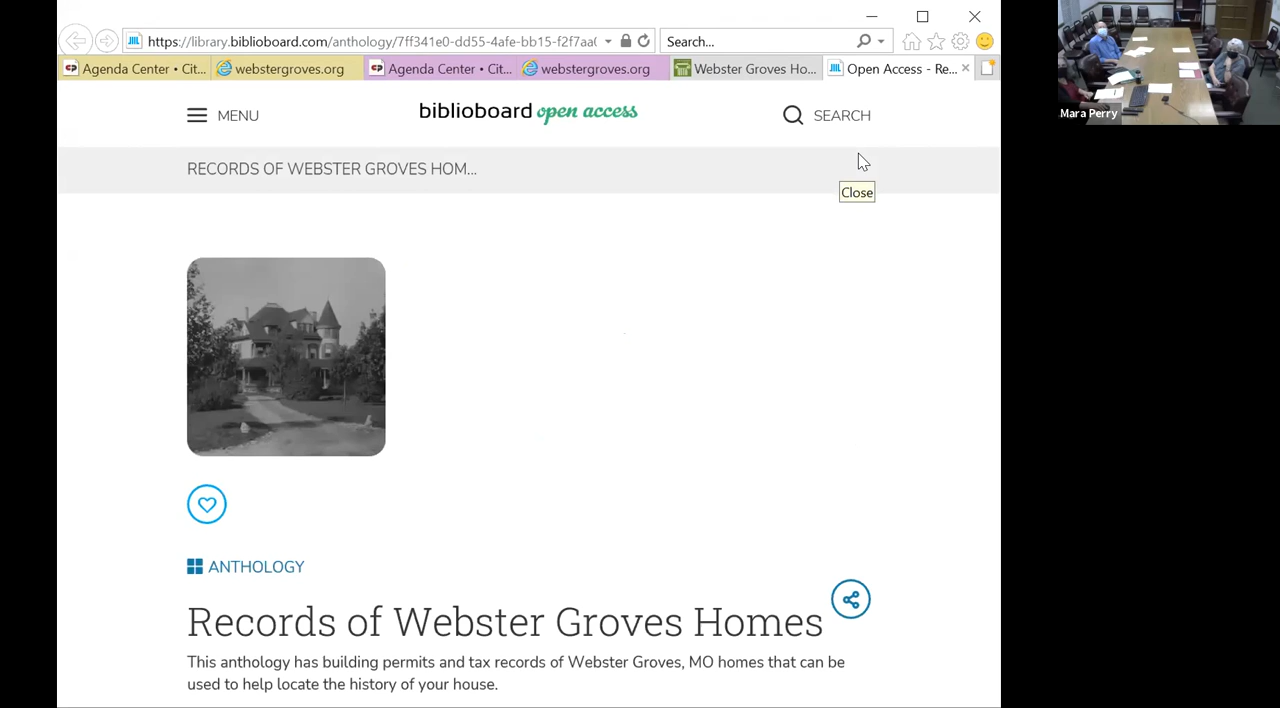 https://library.biblioboard.com/anthology/7ff341e0-dd55-4afe-bb15-f2f7aa(
Search...
Agenda Center • Cit...
webstergroves.org
Agenda Center • Cit...
webstergroves.org
Webster Groves Ho...
Open Access - Re...
MENU
biblioboard open access
SEARCH
RECORDS OF WEBSTER GROVES HOM...
Close
ANTHOLOGY
Records of Webster Groves Homes
This anthology has building permits and tax records of Webster Groves, MO homes that can be
used to help locate the history of your house.
Mara Perry